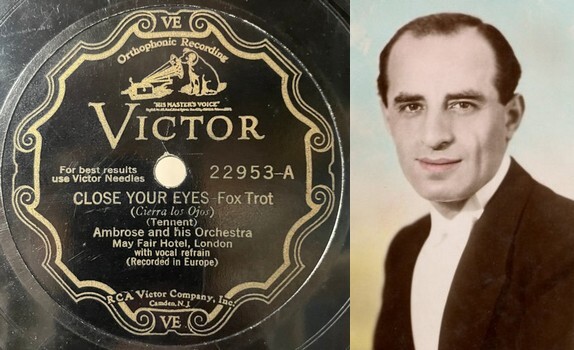 VE
Orthophonic Recording
"HIS MASTER'S VOICE"
VICTOR
For best results
use Victor Needles
22953-A
CLOSE YOUR EYES-Fox Trot
(Cierra los Ojos)
(Tennent)
Ambrose and his Orchestra
May Fair Hotel, London
with vocal refrain
(Recorded in Europe)
RCA Victor Company, Inc.
Camden, N.J.
VE